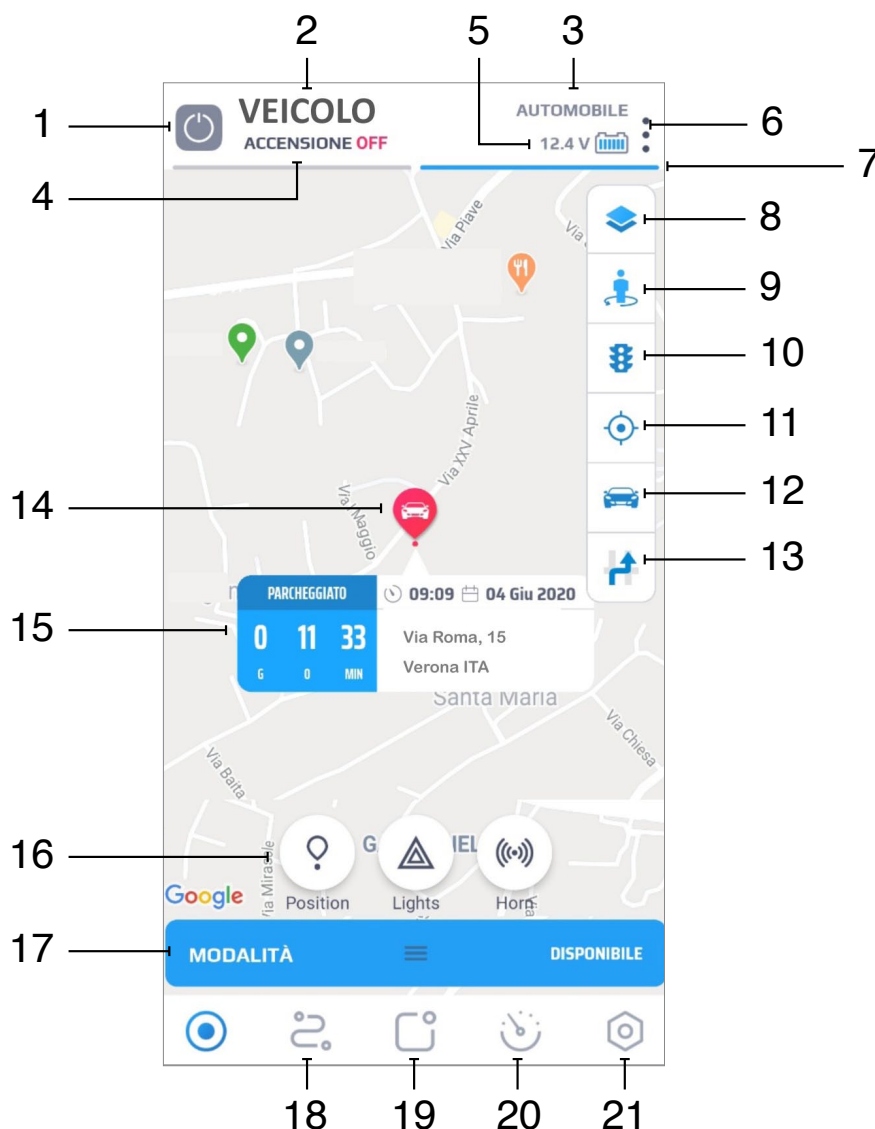 2
5
3
1
VEICOLO
AUTOMOBILE
6
ACCENSIONE OFF
12.4 V
7
4
Via Piave
8
9
10
Via XXV Aprile
11
12
14
Via Maggio
13
PARCHEGGIATO
09:09
04 Giu 2020
15
0 11 33
G O MIN
Via Roma, 15
Verona ITA
Santa Maria
Via Chiesa
Via Baita
16
Via Mirasole
Google
Position
Lights
Horn
17
MODALITÀ
DISPONIBILE
18
19
20
21